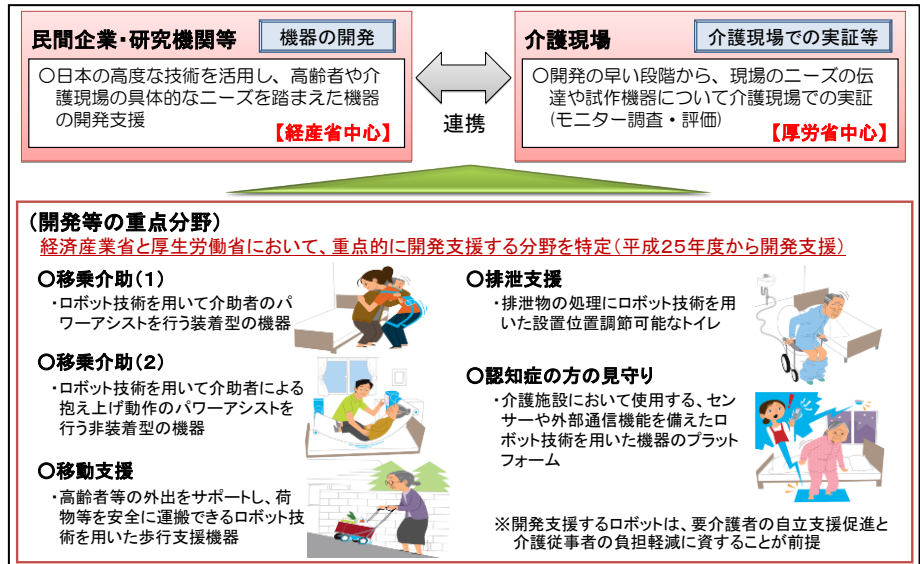 民間企業・研究機関等
機器の開発
○日本の高度な技術を活用し、高齢者や介
護現場の具体的なニーズを踏まえた機器
の開発支援
【経産省中心】
連携
介護現場
介護現場での実証等
○開発の早い段階から、現場のニーズの伝
達や試作機器について介護現場での実証
(モニター調査・評価)
【厚労省中心】
(開発等の重点分野)
経済産業省と厚生労働省において、重点的に開発支援する分野を特定(平成25年度から開発支援)
○移乗介助(1)
・ロボット技術を用いて介助者のパ
ワーアシストを行う装着型の機器
○移乗介助(2)
・ロボット技術を用いて介助者による
抱え上げ動作のパワーアシストを
行う非装着型の機器
○移動支援
・高齢者等の外出をサポートし、荷
物等を安全に運搬できるロボット技
術を用いた歩行支援機器
○排泄支援
・排泄物の処理にロボット技術を用
いた設置位置調節可能なトイレ
○認知症の方の見守り
・介護施設において使用する、セン
サーや外部通信機能を備えたロ
ボット技術を用いた機器のプラット
フォーム
※開発支援するロボットは、要介護者の自立支援促進と
介護従事者の負担軽減に資することが前提